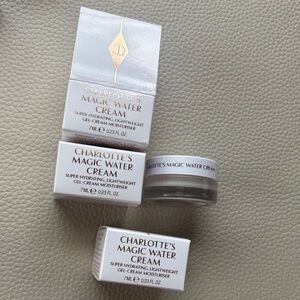 CHARLOTTE'S
MAGIC WATER
CREAM
SUPER HYDRATING, LIGHTWEIGHT
GEL-CREAM MOISTURISER
7ML ℮ 0.23 FL.OZ.
CHARLOTTE'S
MAGIC WATER
CREAM
SUPER HYDRATING, LIGHTWEIGHT
GEL-CREAM MOISTURISER
7ML ℮ 0.23 FL.OZ.
LOTTE'S MAGIC WATER CREAM
CHARLOTTE'S
MAGIC WATER
CREAM
SUPER HYDRATING, LIGHTWEIGHT
GEL-CREAM MOISTURISER
7ML ℮ 0.23 FL.OZ.